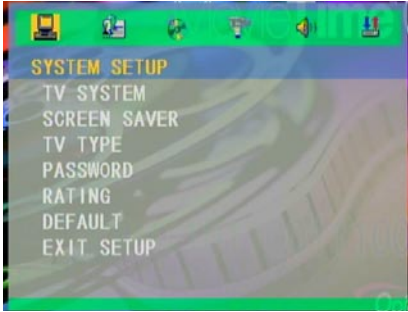 SYSTEM SETUP
TV SYSTEM
SCREEN SAVER
TV TYPE
PASSWORD
RATING
DEFAULT
EXIT SETUP